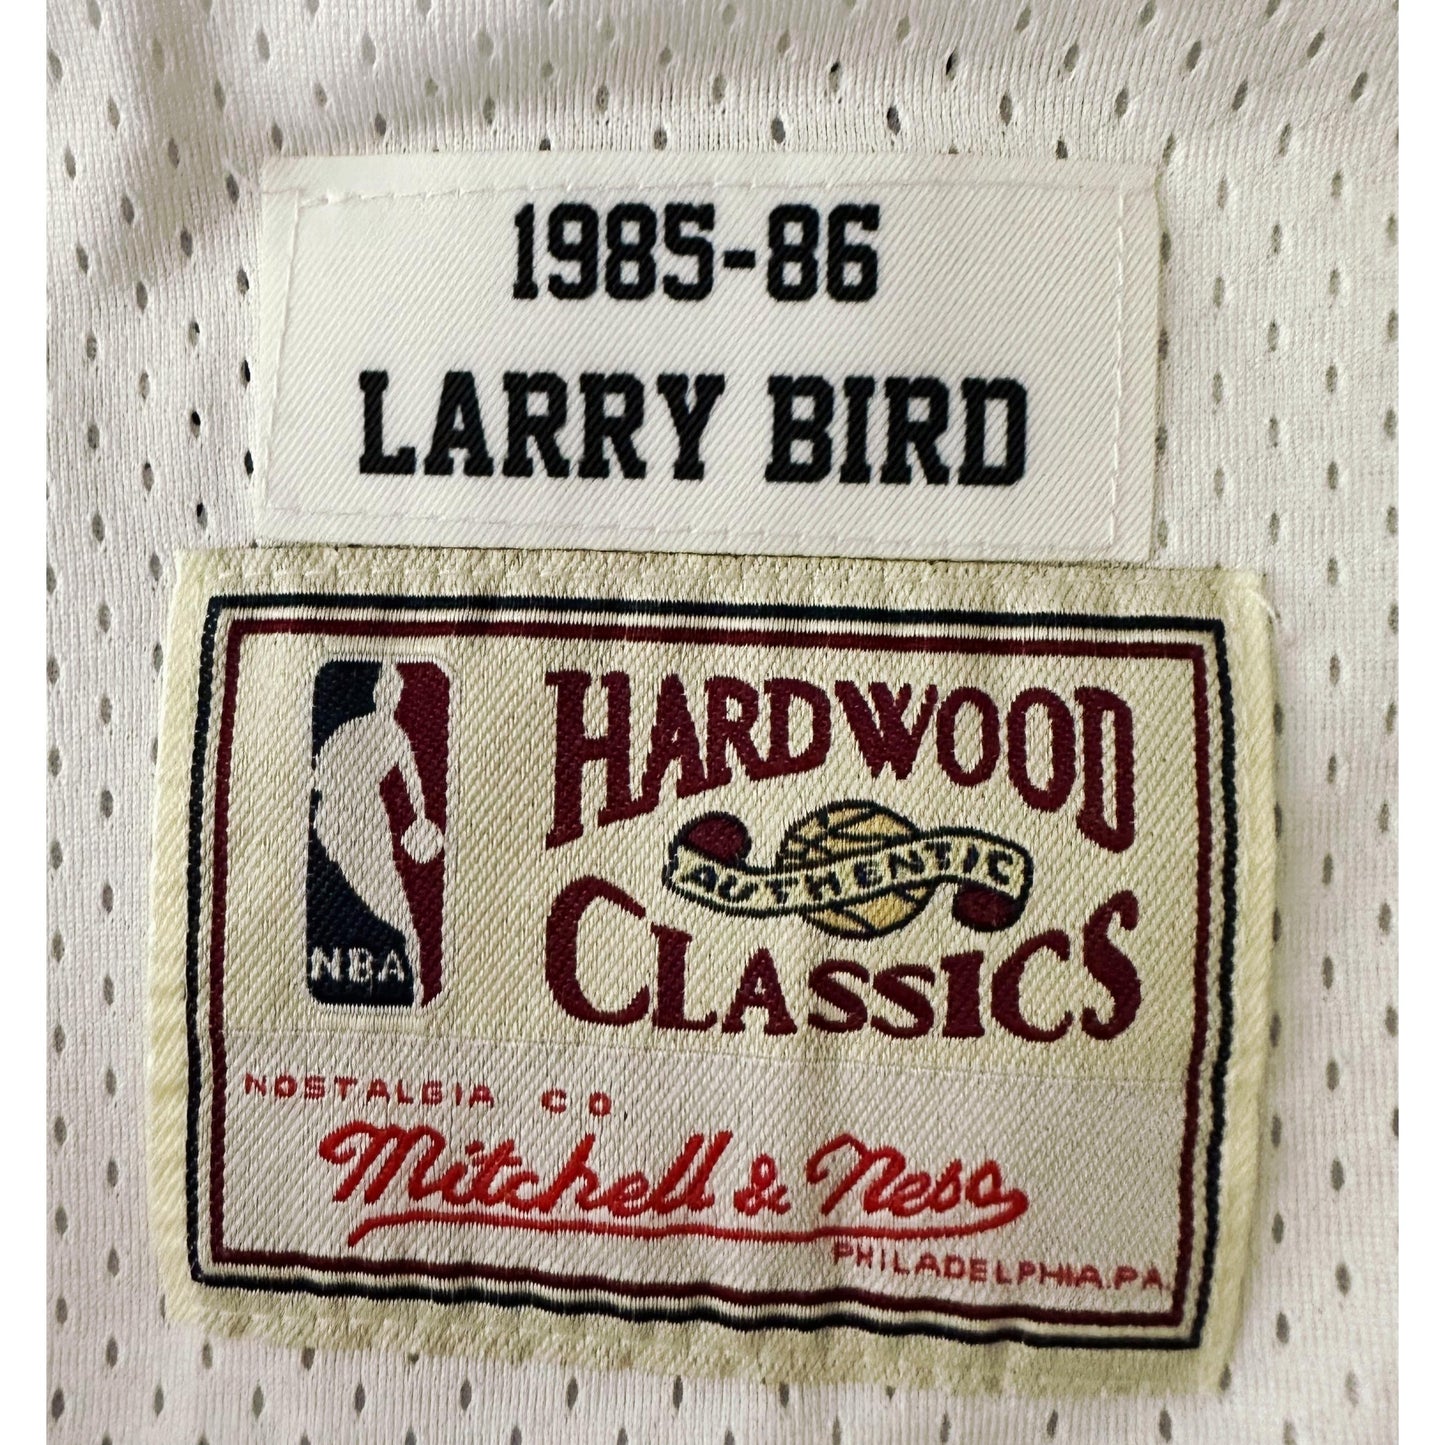 1985-86
LARRY BIRD
NBA
HARDWOOD
AUTHENTIC
CLASSICS
NOSTALGIA CO.
Mitchell & Ness
PHILADELPHIA.PA.